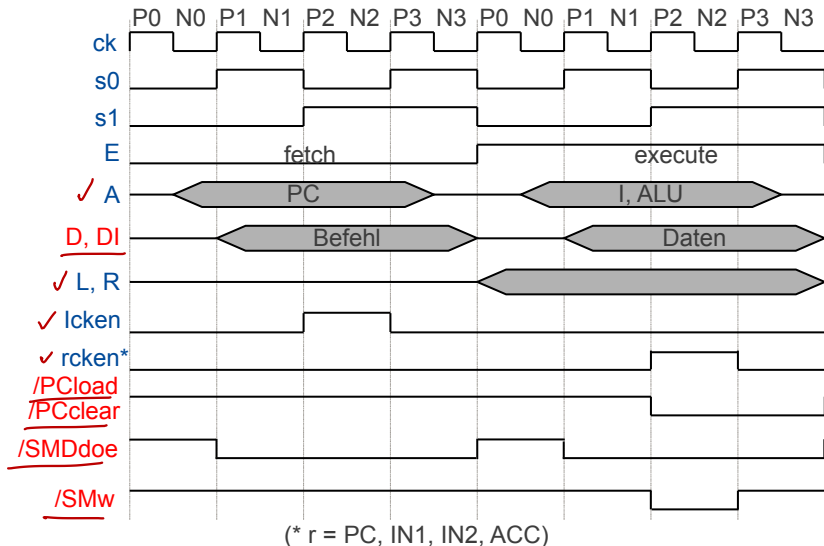 P0 N0 P1 N1 P2 N2 P3 N3 P0 N0 P1 N1 P2 N2 P3 N3
ck
s0
s1
E fetch execute
A PC I, ALU
D, DI Befehl Daten
L, R
Icken
rcken*
/PCload
/PCclear
/SMDdoe
/SMw
(* r = PC, IN1, IN2, ACC)